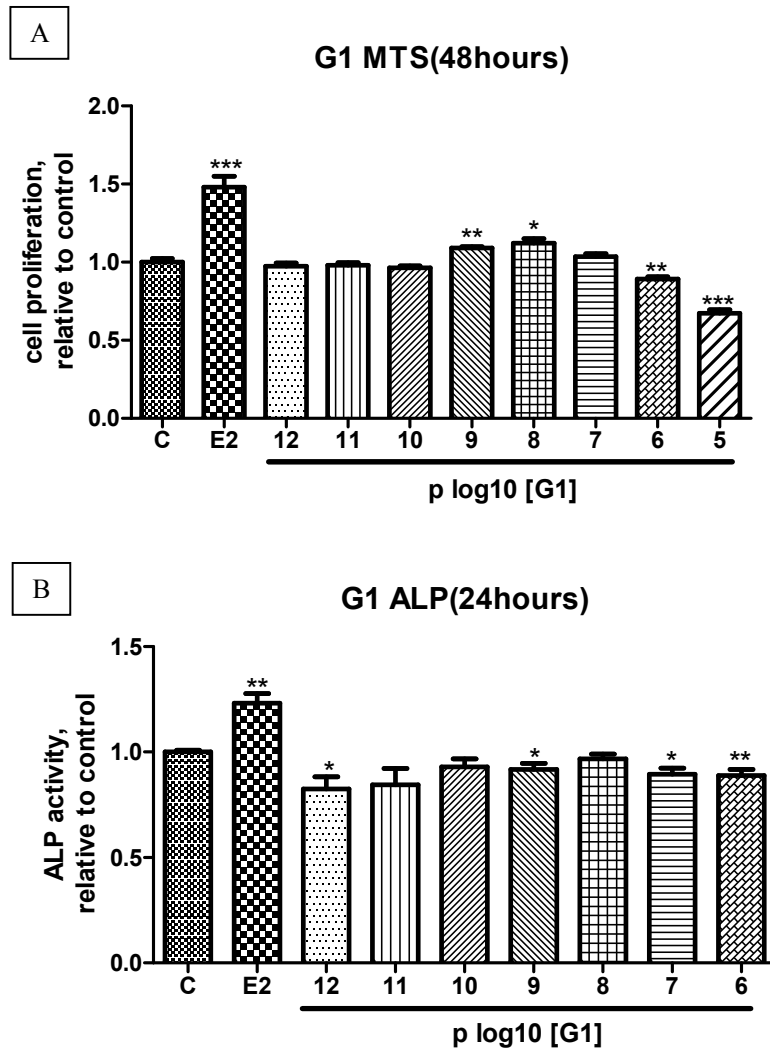 A
G1 MTS(48hours)
cell proliferation,
relative to control
2.0
1.5
1.0
0.5
0.0
***
**
*
**
***
C E2 12 11 10 9 8 7 6 5
p log10 [G1]
B
G1 ALP(24hours)
ALP activity,
relative to control
1.5
1.0
0.5
0.0
**
*
*
*
**
C E2 12 11 10 9 8 7 6
p log10 [G1]